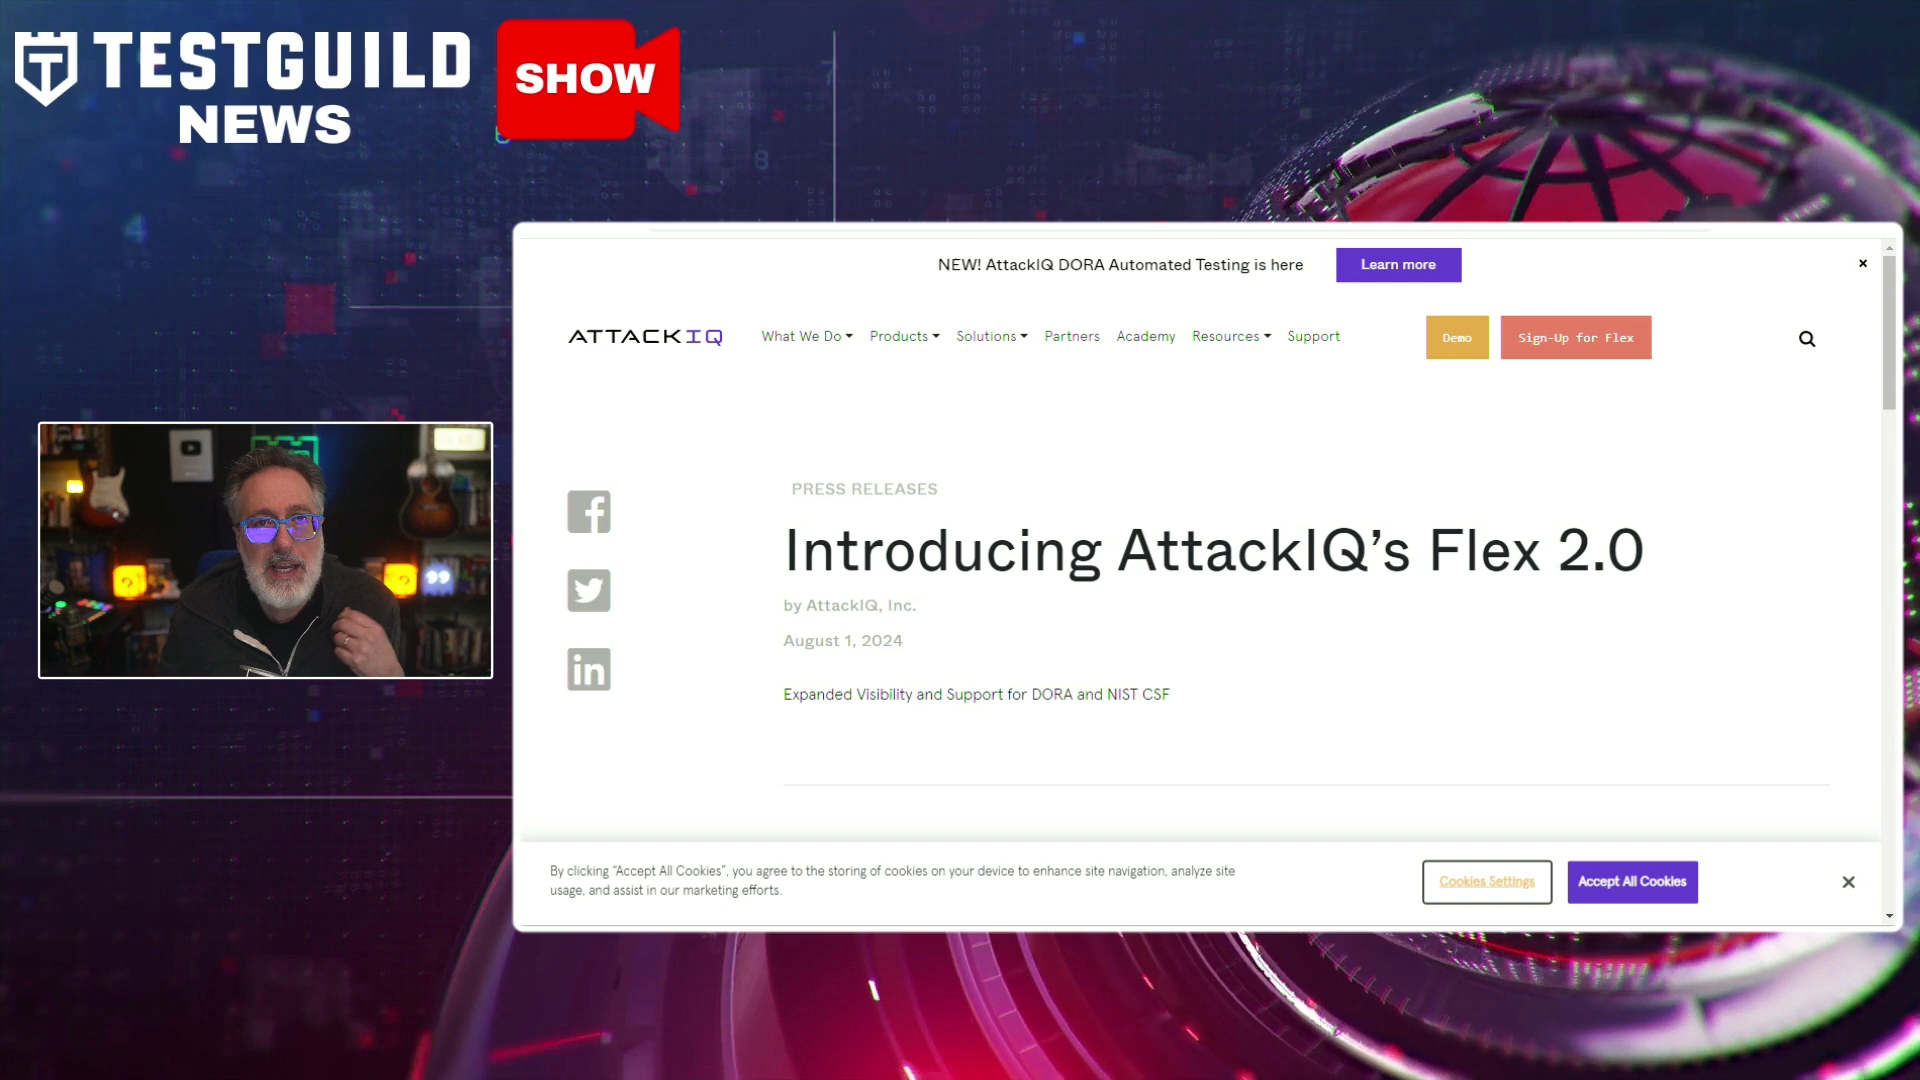 TESTGUILD
NEWS
SHOW
NEW! AttackIQ DORA Automated Testing is here
Learn more
ATTACKIQ
What We Do
Products
Solutions
Partners
Academy
Resources
Support
Demo
Sign-Up for Flex
PRESS RELEASES
Introducing AttackIQ’s Flex 2.0
by AttackIQ, Inc.
August 1, 2024
Expanded Visibility and Support for DORA and NIST CSF
By clicking “Accept All Cookies”, you agree to the storing of cookies on your device to enhance site navigation, analyze site
usage, and assist in our marketing efforts.
Cookies Settings
Accept All Cookies